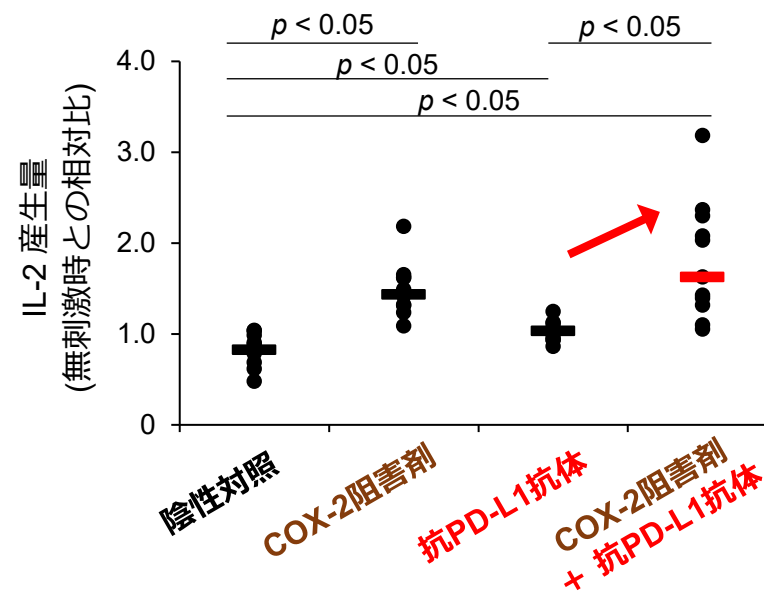 p < 0.05
p < 0.05
p < 0.05
p < 0.05
4.0
3.0
2.0
1.0
0
IL-2 産生量
(無刺激時との相対比)
陰性対照
COX-2阻害剤
抗PD-L1抗体
COX-2阻害剤
+ 抗PD-L1抗体